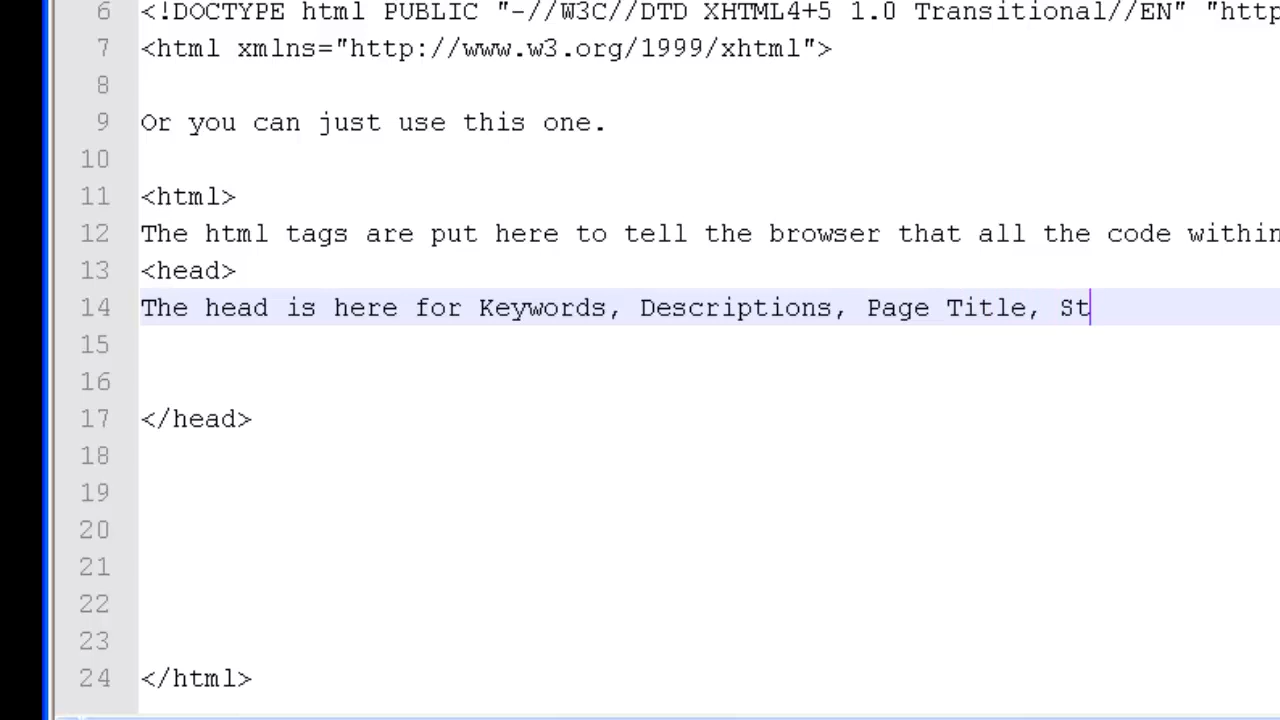 6 <!DOCTYPE html PUBLIC "-//W3C//DTD XHTML4+5 1.0 Transitional//EN" "http
7 <html xmlns="http://www.w3.org/1999/xhtml">
8
9 Or you can just use this one.
10
11 <html>
12 The html tags are put here to tell the browser that all the code within
13 <head>
14 The head is here for Keywords, Descriptions, Page Title, St
15
16
17 </head>
18
19
20
21
22
23
24 </html>